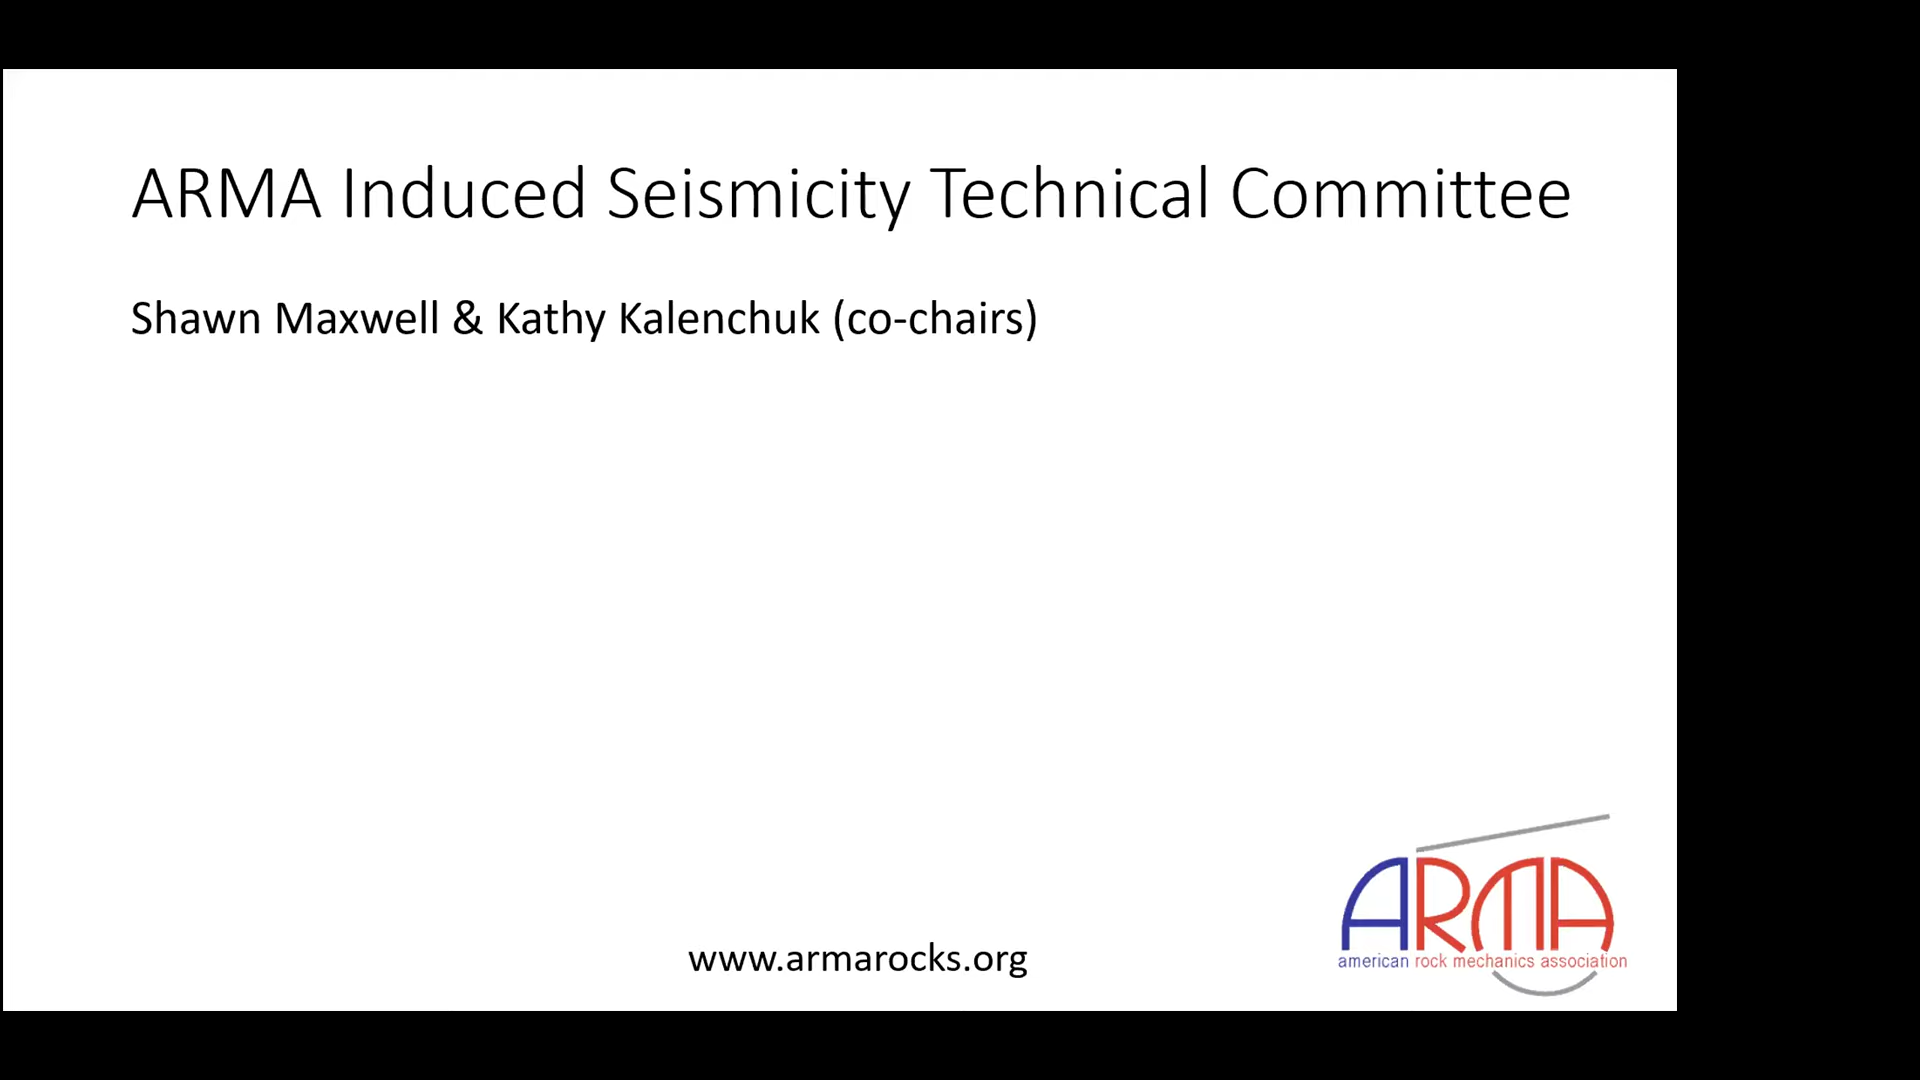 ARMA Induced Seismicity Technical Committee
Shawn Maxwell & Kathy Kalenchuk (co-chairs)
www.armarocks.org
ARMA
american rock mechanics association